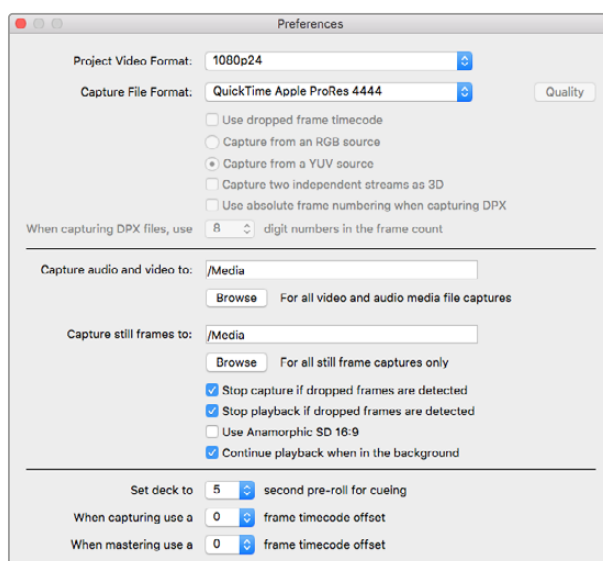 Preferences
Project Video Format: 1080p24
Capture File Format: QuickTime Apple ProRes 4444 Quality
Use dropped frame timecode
Capture from an RGB source
Capture from a YUV source
Capture two independent streams as 3D
Use absolute frame numbering when capturing DPX
When capturing DPX files, use 8 digit numbers in the frame count
Capture audio and video to: /Media
Browse For all video and audio media file captures
Capture still frames to: /Media
Browse For all still frame captures only
Stop capture if dropped frames are detected
Stop playback if dropped frames are detected
Use Anamorphic SD 16:9
Continue playback when in the background
Set deck to 5 second pre-roll for cueing
When capturing use a 0 frame timecode offset
When mastering use a 0 frame timecode offset